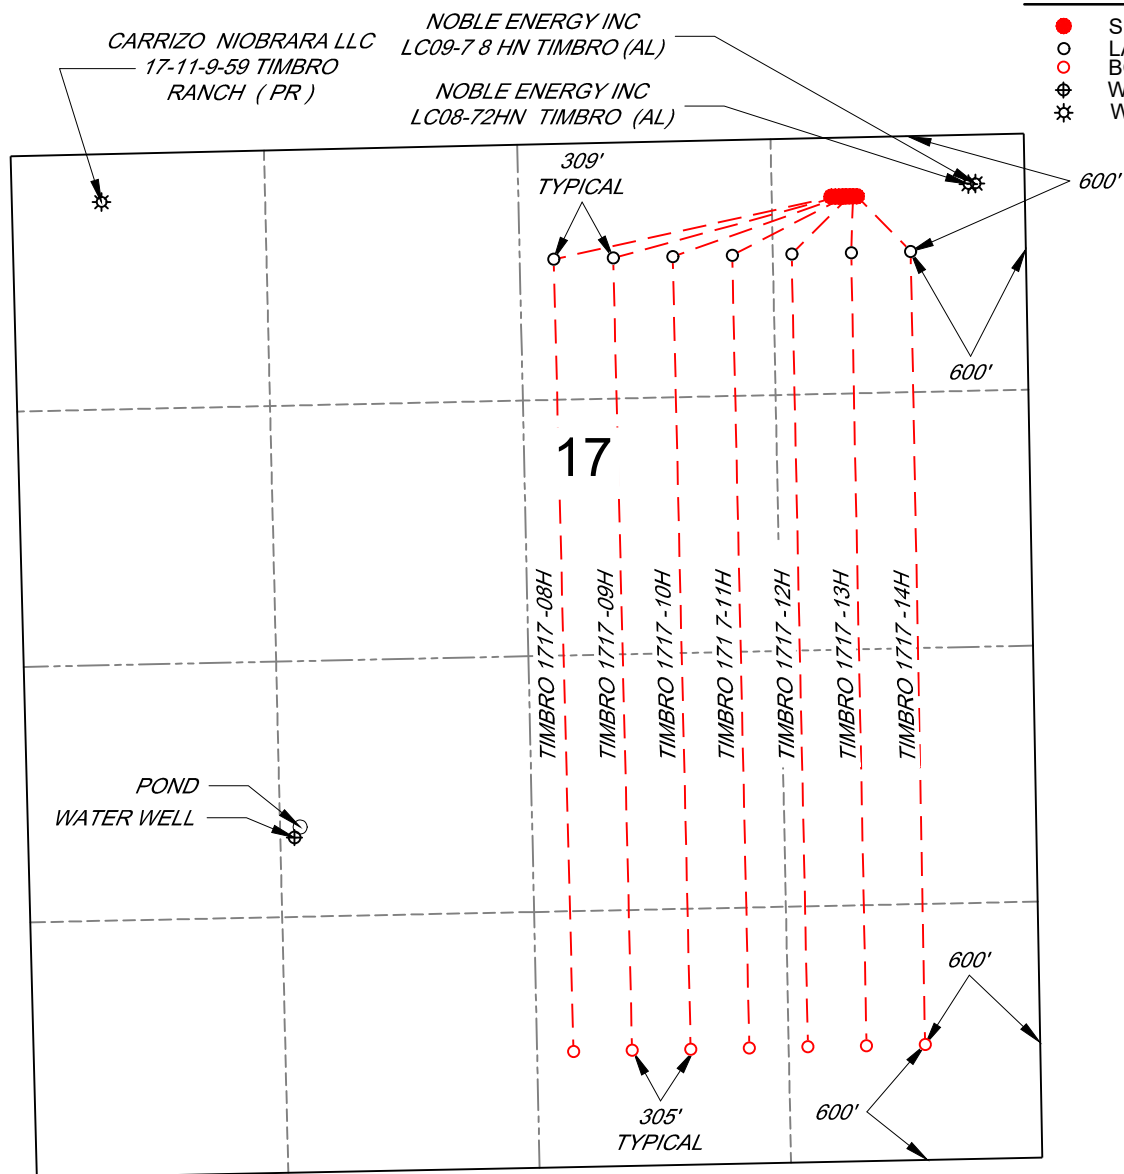 NOBLE ENERGY INC
LC09-7 8 HN TIMBRO (AL)
CARRIZO NIOBRARA LLC
17-11-9-59 TIMBRO
RANCH ( PR )
NOBLE ENERGY INC
LC08-72HN TIMBRO (AL)
S
B
W
W
309'
TYPICAL
600'
600'
17
TIMBRO 1717 -08H
TIMBRO 1717 -09H
TIMBRO 1717 -10H
TIMBRO 171 7-11H
TIMBRO 1717 -12H
TIMBRO 1717 -13H
TIMBRO 1717 -14H
POND
WATER WELL
600'
305'
TYPICAL
600'